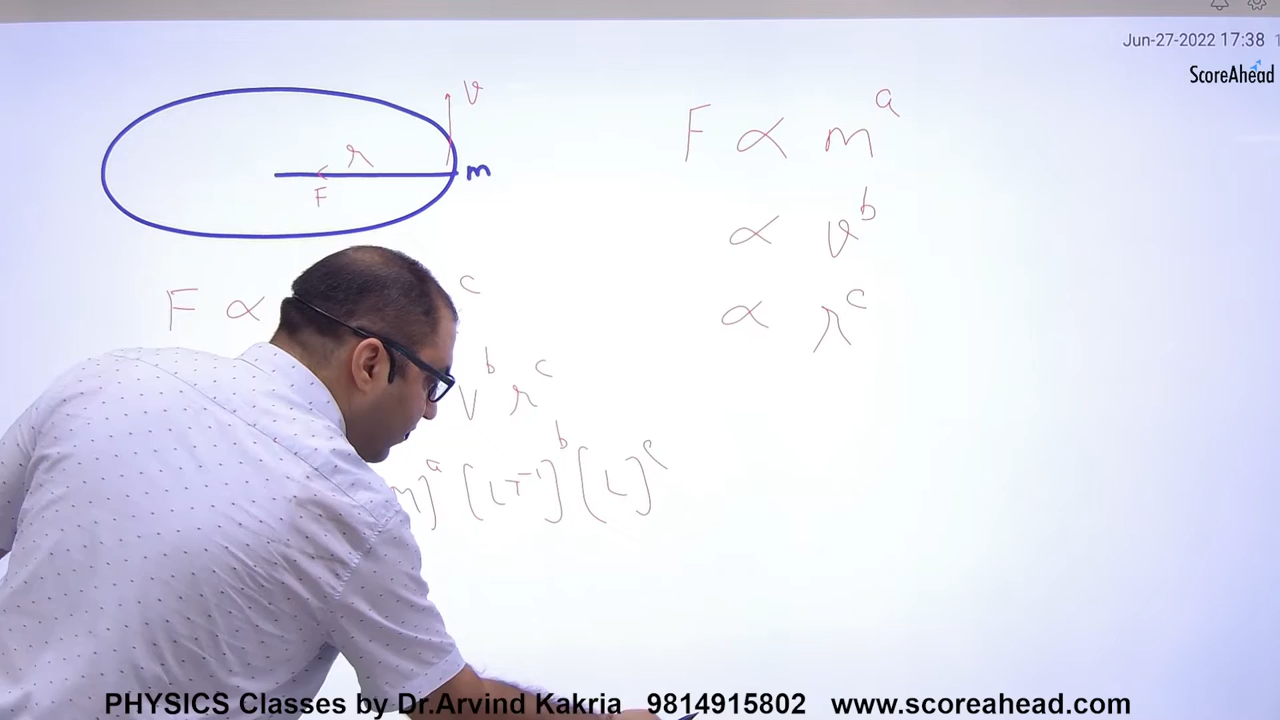 Jun-27-2022 17:38
ScoreAhead
v
r
m
F
F ∝ m^a
∝ v^b
∝ r^c
F ∝ c
v^b r^c
M]^a [LT^-1]^b [L]^c
PHYSICS Classes by Dr.Arvind Kakria 9814915802 www.scoreahead.com